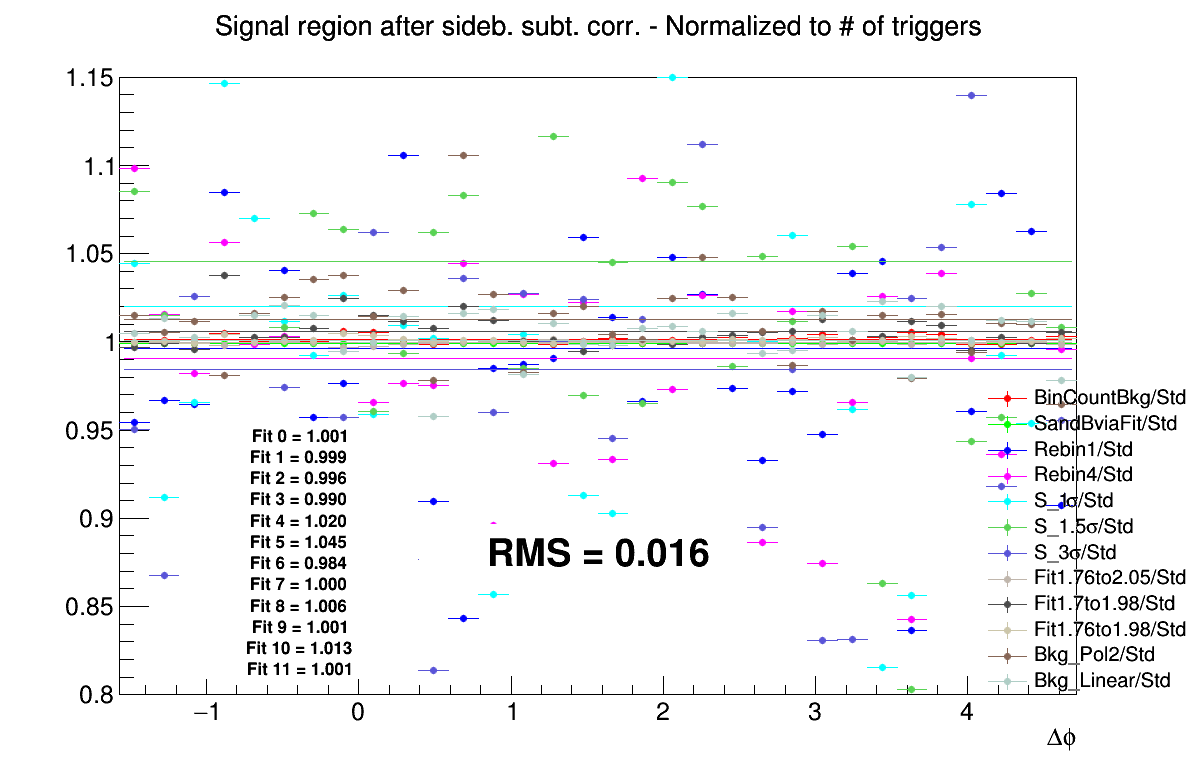 Signal region after sideb. subt. corr. - Normalized to # of triggers
1.15
1.1
1.05
1
0.95
0.9
0.85
0.8
Fit 0 = 1.001
Fit 1 = 0.999
Fit 2 = 0.996
Fit 3 = 0.990
Fit 4 = 1.020
Fit 5 = 1.045
Fit 6 = 0.984
Fit 7 = 1.000
Fit 8 = 1.006
Fit 9 = 1.001
Fit 10 = 1.013
Fit 11 = 1.001
RMS = 0.016
BinCountBkg/Std
SandBviaFit/Std
Rebin1/Std
Rebin4/Std
S_1σ/Std
S_1.5σ/Std
S_3σ/Std
Fit1.76to2.05/Std
Fit1.7to1.98/Std
Fit1.76to1.98/Std
Bkg_Pol2/Std
Bkg_Linear/Std
−1 0 1 2 3 4
Δϕ